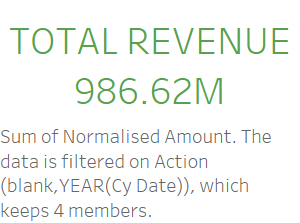 TOTAL REVENUE
986.62M
Sum of Normalised Amount. The
data is filtered on Action
(blank,YEAR(Cy Date)), which
keeps 4 members.